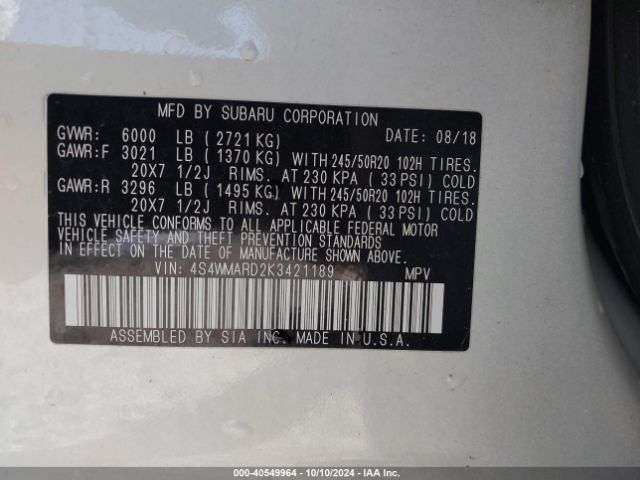 MFD BY SUBARU CORPORATION
GVWR: 6000 LB ( 2721 KG) DATE: 08/18
GAWR:F 3021 LB ( 1370 KG) WITH 245/50R20 102H TIRES.
20X7 1/2J RIMS. AT 230 KPA ( 33 PSI) COLD
GAWR:R 3296 LB ( 1495 KG) WITH 245/50R20 102H TIRES.
20X7 1/2J RIMS. AT 230 KPA ( 33 PSI) COLD
THIS VEHICLE CONFORMS TO ALL APPLICABLE FEDERAL MOTOR
VEHICLE SAFETY AND THEFT PREVENTION STANDARDS
IN EFFECT ON THE DATE OF MANUFACTURE SHOWN ABOVE.
VIN: 4S4WMARD2K3421189 MPV
ASSEMBLED BY SIA INC. MADE IN U.S.A.
000-40549964 - 10/10/2024 - IAA Inc.